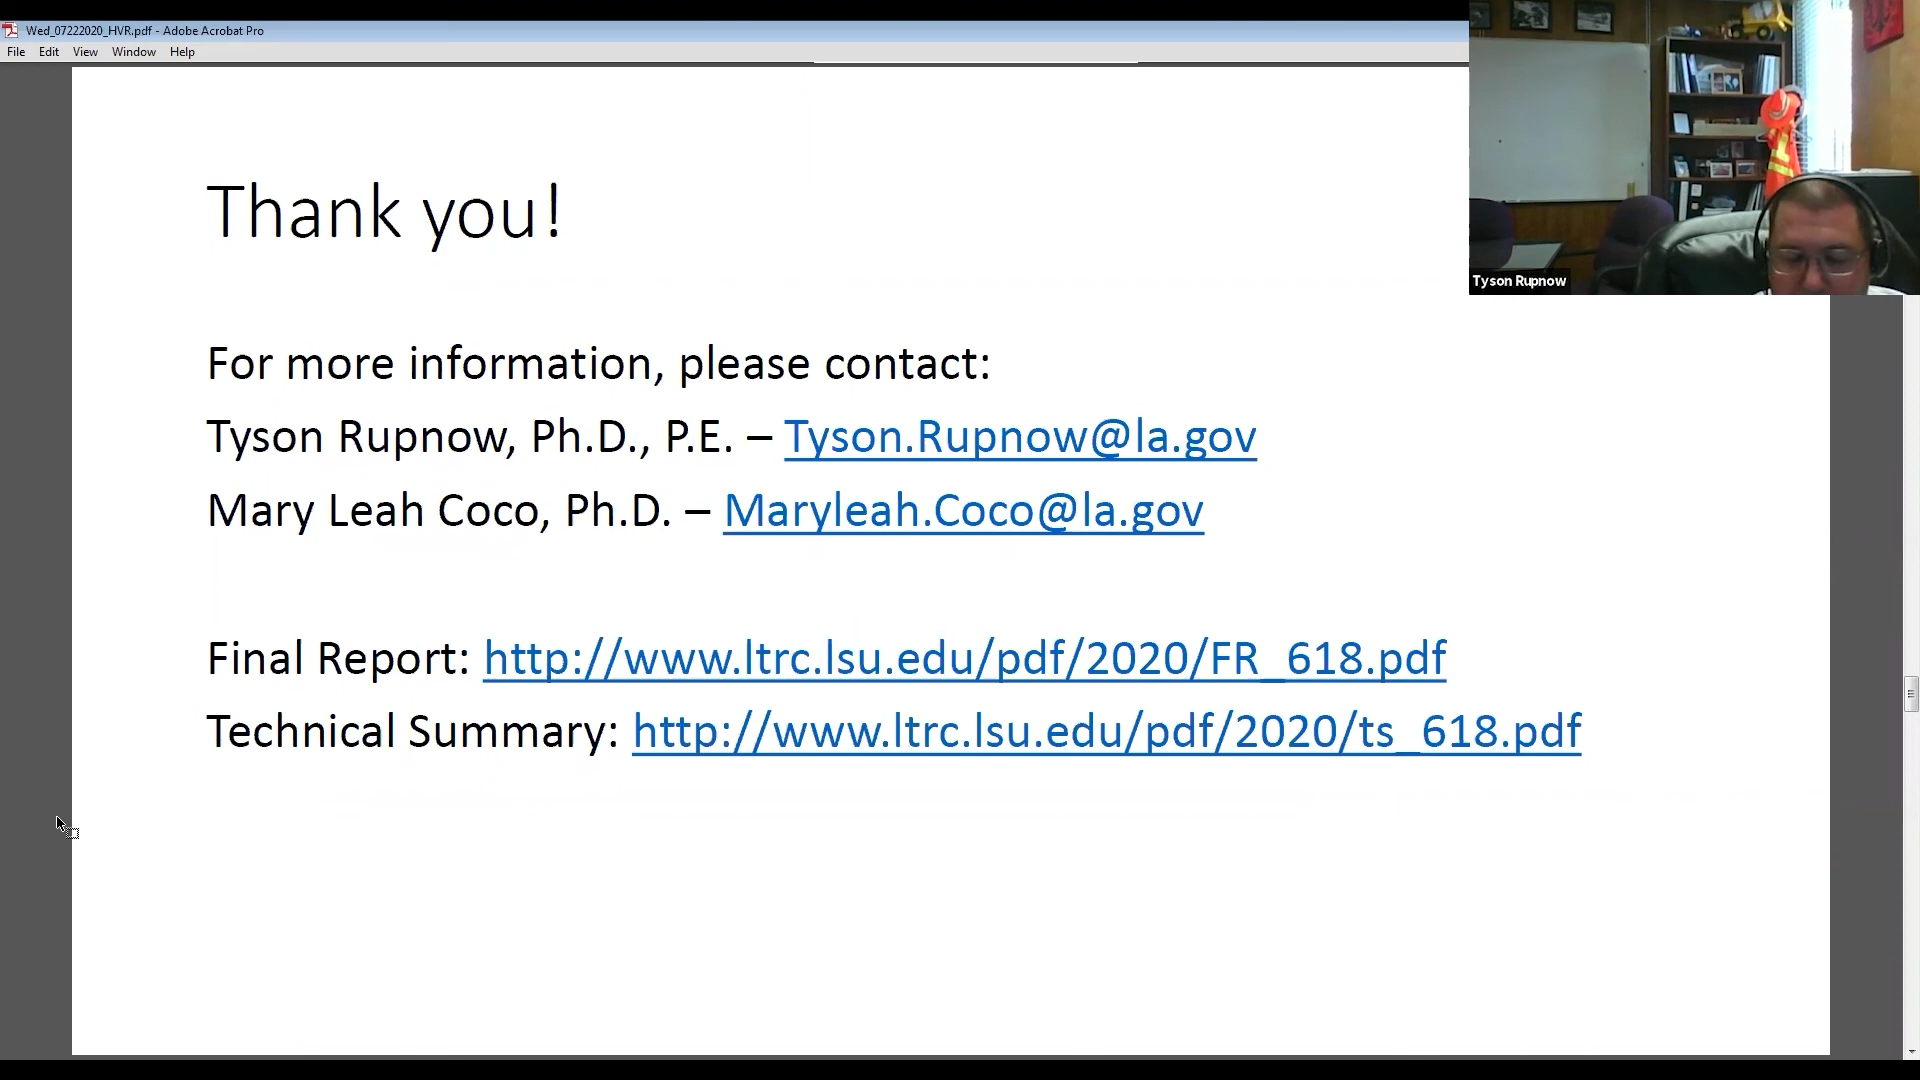 Wed_07222020_HVR.pdf - Adobe Acrobat Pro
File Edit View Window Help
Thank you!
For more information, please contact:
Tyson Rupnow, Ph.D., P.E. – Tyson.Rupnow@la.gov
Mary Leah Coco, Ph.D. – Maryleah.Coco@la.gov
Final Report: http://www.ltrc.lsu.edu/pdf/2020/FR_618.pdf
Technical Summary: http://www.ltrc.lsu.edu/pdf/2020/ts_618.pdf
Tyson Rupnow